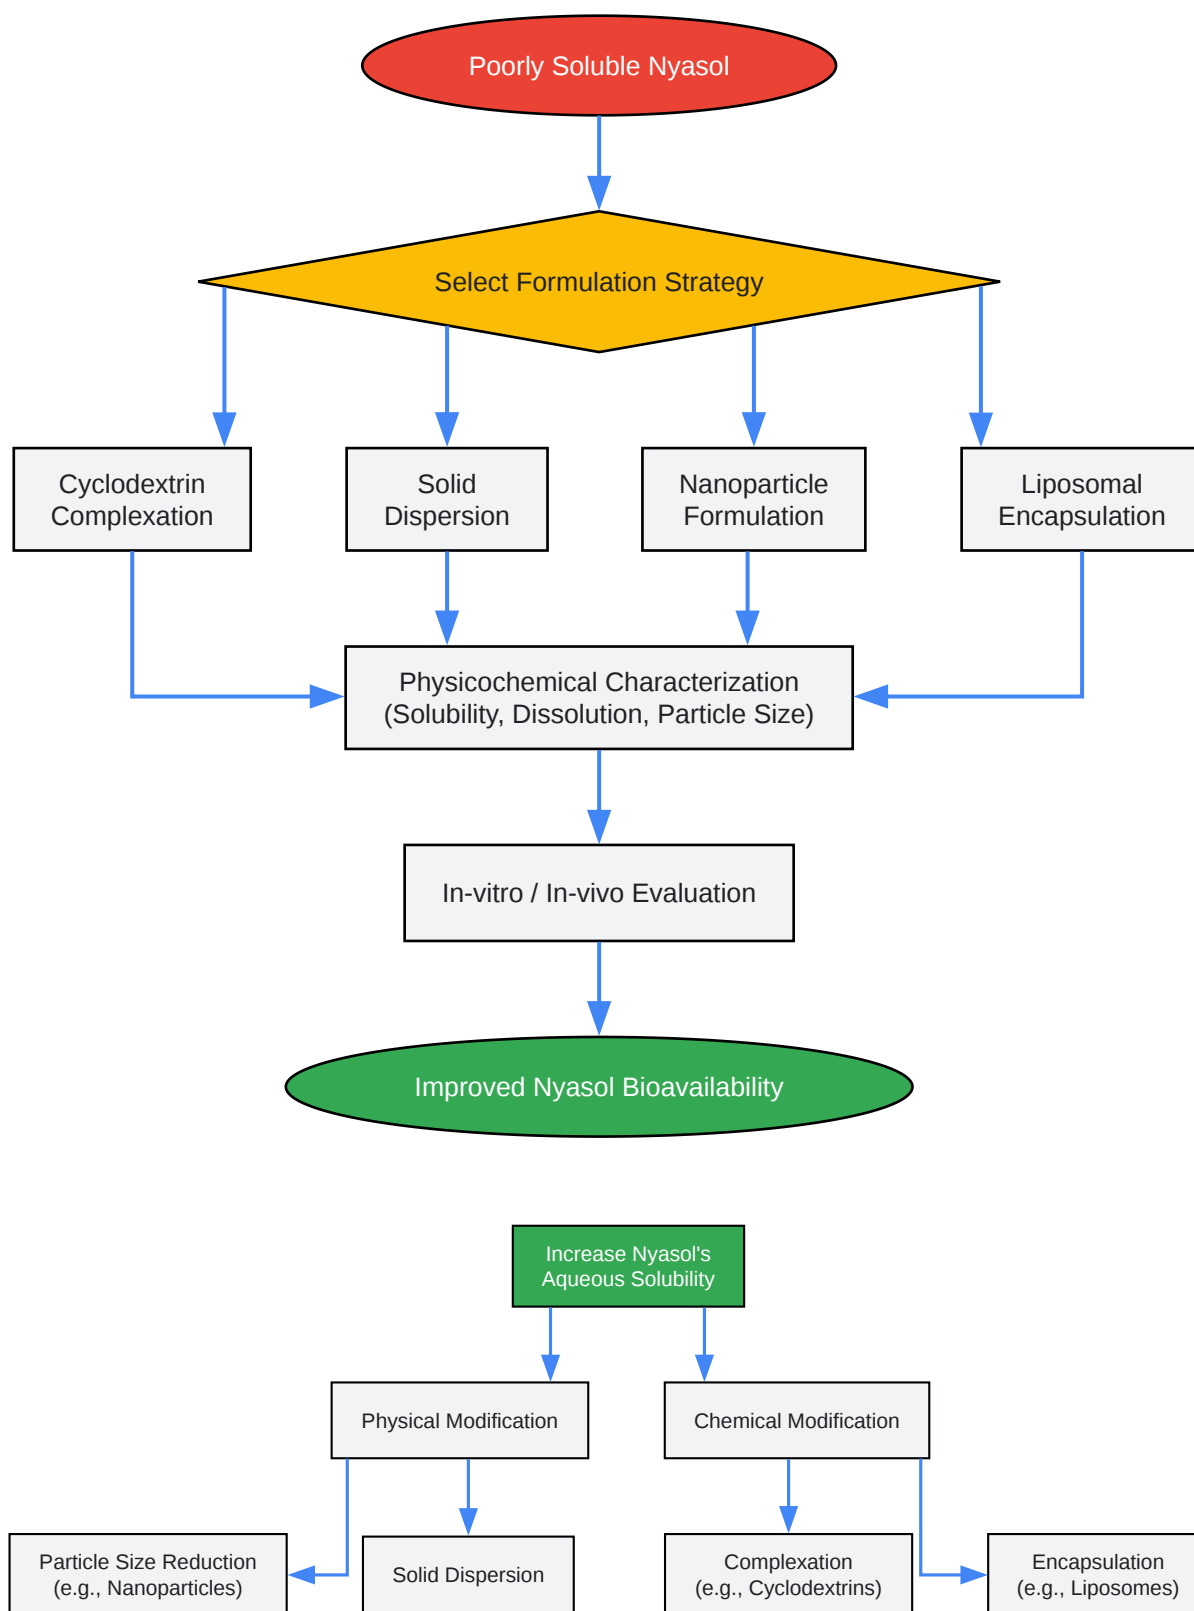 Poorly Soluble Nyasol
Select Formulation Strategy
Cyclodextrin
Complexation
Solid
Dispersion
Nanoparticle
Formulation
Liposomal
Encapsulation
Physicochemical Characterization
(Solubility, Dissolution, Particle Size)
In-vitro / In-vivo Evaluation
Improved Nyasol Bioavailability
Increase Nyasol's
Aqueous Solubility
Physical Modification
Chemical Modification
Particle Size Reduction
(e.g., Nanoparticles)
Solid Dispersion
Complexation
(e.g., Cyclodextrins)
Encapsulation
(e.g., Liposomes)